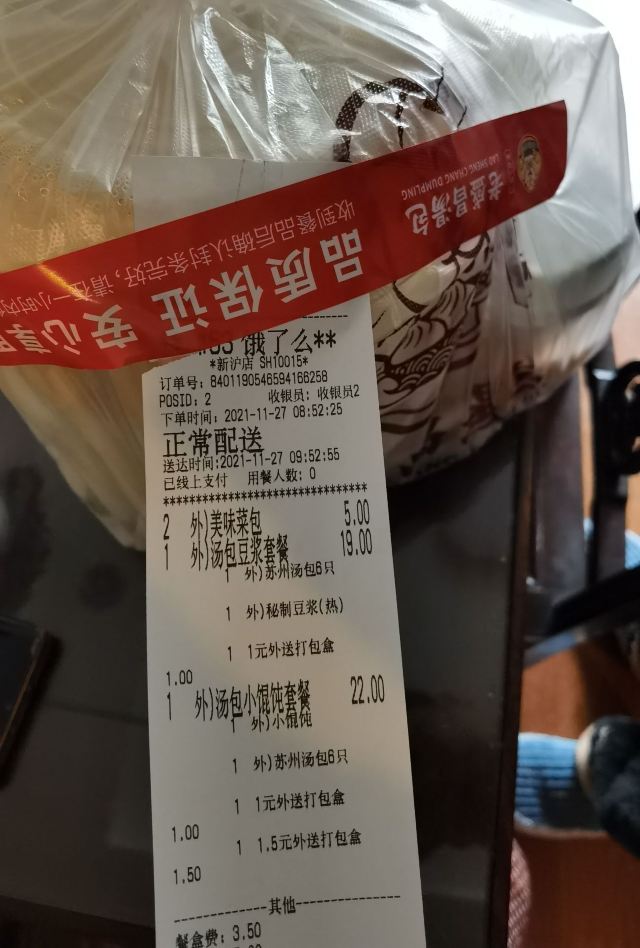 老盛昌汤包
LAO SHENG CHANG DUMPLING
品质保证 安心享
收到餐品后确认封条完好,请在一小时内
饿了么**
*新沪店 SH10015*
订单号: 8401190546594166258
POSID: 2 收银员: 收银员2
下单时间: 2021-11-27 08:52:25
正常配送
送达时间:2021-11-27 09:52:55
已线上支付 用餐人数: 0
******************************
2 外)美味菜包 5.00
1 外)汤包豆浆套餐 19.00
1 外)苏州汤包6只
1 外)秘制豆浆(热)
1 1元外送打包盒
1.00
1 外)汤包小馄饨套餐 22.00
1 外)小馄饨
1 外)苏州汤包6只
1 1元外送打包盒
1.00
1 1.5元外送打包盒
1.50
--------------其他--------------
餐盒费: 3.50